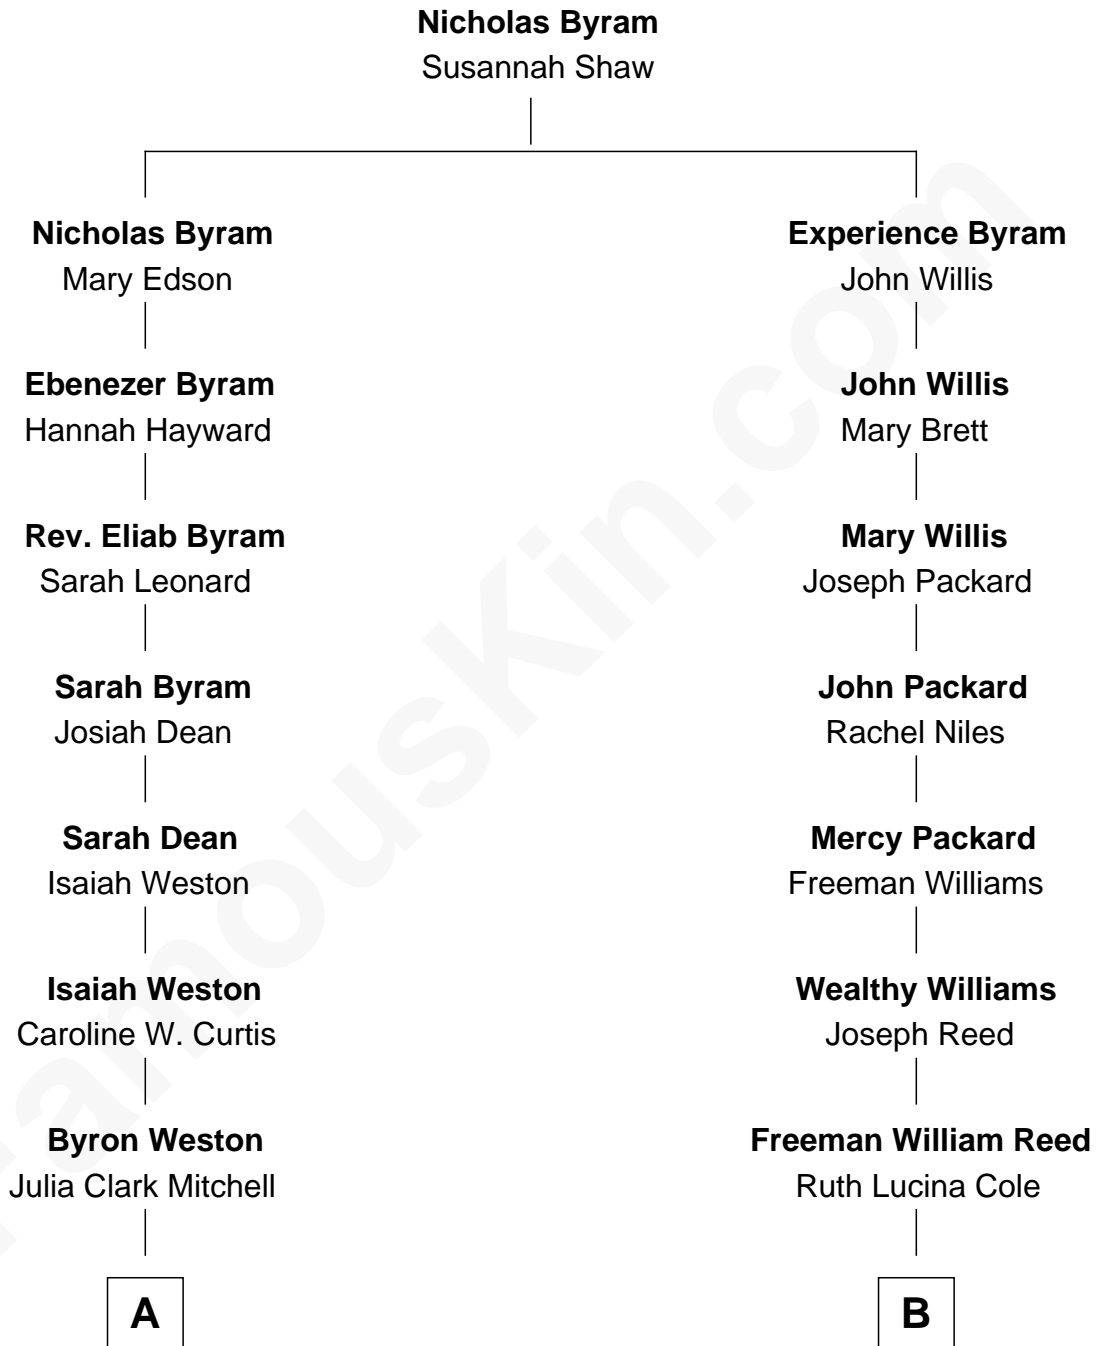 Nicholas Byram
Susannah Shaw
Nicholas Byram
Mary Edson
Experience Byram
John Willis
Ebenezer Byram
Hannah Hayward
John Willis
Mary Brett
Rev. Eliab Byram
Sarah Leonard
Mary Willis
Joseph Packard
Sarah Byram
Josiah Dean
John Packard
Rachel Niles
Sarah Dean
Isaiah Weston
Mercy Packard
Freeman Williams
Isaiah Weston
Caroline W. Curtis
Wealthy Williams
Joseph Reed
Byron Weston
Julia Clark Mitchell
Freeman William Reed
Ruth Lucina Cole
A
B
FamousKin.com